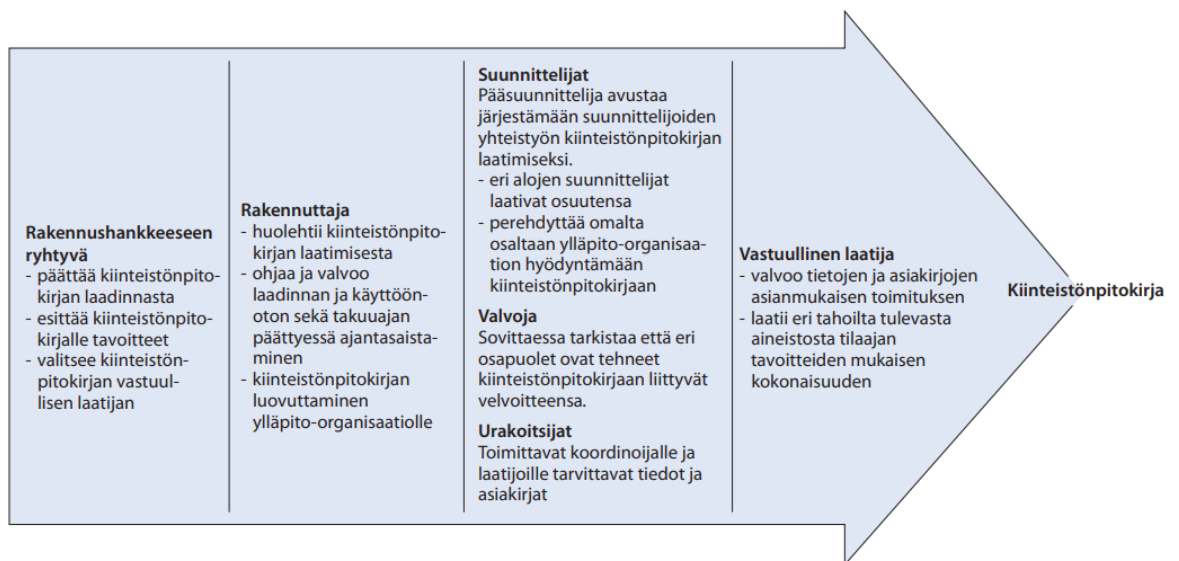 Rakennushankkeeseen
ryhtyvä
- päättää kiinteistönpito-
kirjan laadinnasta
- esittää kiinteistönpito-
kirjalle tavoitteet
- valitsee kiinteistön-
pitokirjan vastuul-
lisen laatijan
Rakennuttaja
- huolehtii kiinteistönpito-
kirjan laatimisesta
- ohjaa ja valvoo
laadinnan ja käyttöön-
oton sekä takuuajan
päättyessä ajantasaista-
minen
- kiinteistönpitokirjan
luovuttaminen
ylläpito-organisaatiolle
Suunnittelijat
Pääsuunnittelija avustaa
järjestämään suunnittelijoiden
yhteistyön kiinteistönpitokirjan
laatimiseksi.
- eri alojen suunnittelijat
laativat osuutensa
- perehdyttää omalta
osaltaan ylläpito-organisaa-
tion hyödyntämään
kiinteistönpitokirjaan
Valvoja
Sovittaessa tarkistaa että eri
osapuolet ovat tehneet
kiinteistönpitokirjaan liittyvät
velvoitteensa.
Urakoitsijat
Toimittavat koordinoijalle ja
laatijoille tarvittavat tiedot ja
asiakirjat
Vastuullinen laatija
- valvoo tietojen ja asiakirjojen
asianmukaisen toimituksen
- laatii eri tahoilta tulevasta
aineistosta tilaajan
tavoitteiden mukaisen
kokonaisuuden
Kiinteistönpitokirja